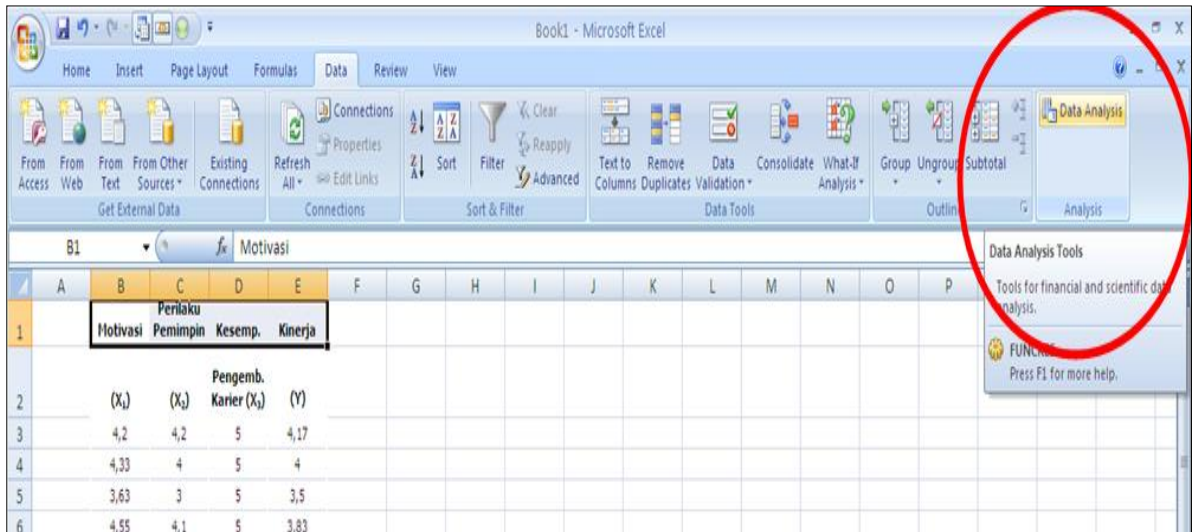 Book1 - Microsoft Excel
Home Insert Page Layout Formulas Data Review View
From Access
From Web
From Text
From Other Sources
Existing Connections
Get External Data
Refresh All
Connections
Properties
Edit Links
Connections
Sort
Filter
Clear
Reapply
Advanced
Sort & Filter
Text to Columns
Remove Duplicates
Data Validation
Consolidate
What-If Analysis
Data Tools
Group
Ungroup
Subtotal
Data Analysis
Analysis
B1 fx Motivasi
Data Analysis Tools
Tools for financial and scientific data
analysis.
Press F1 for more help.
A B C D E F G H I J K L M N O P
1 Motivasi Perilaku Pemimpin Kesemp. Kinerja
2 (X₁) (X₂) Pengemb. Karier (X₃) (Y)
3 4,2 4,2 5 4,17
4 4,33 4 5 4
5 3,63 3 5 3,5
6 4,55 4,1 5 3,83